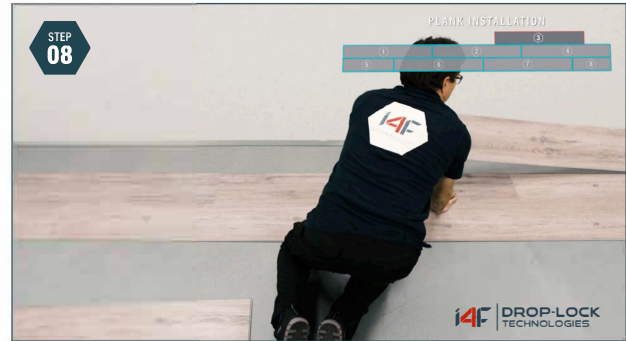 STEP
08
PLANK INSTALLATION
3
1 2 4
5 6 7 8
i4F
i4F DROP-LOCK
TECHNOLOGIES